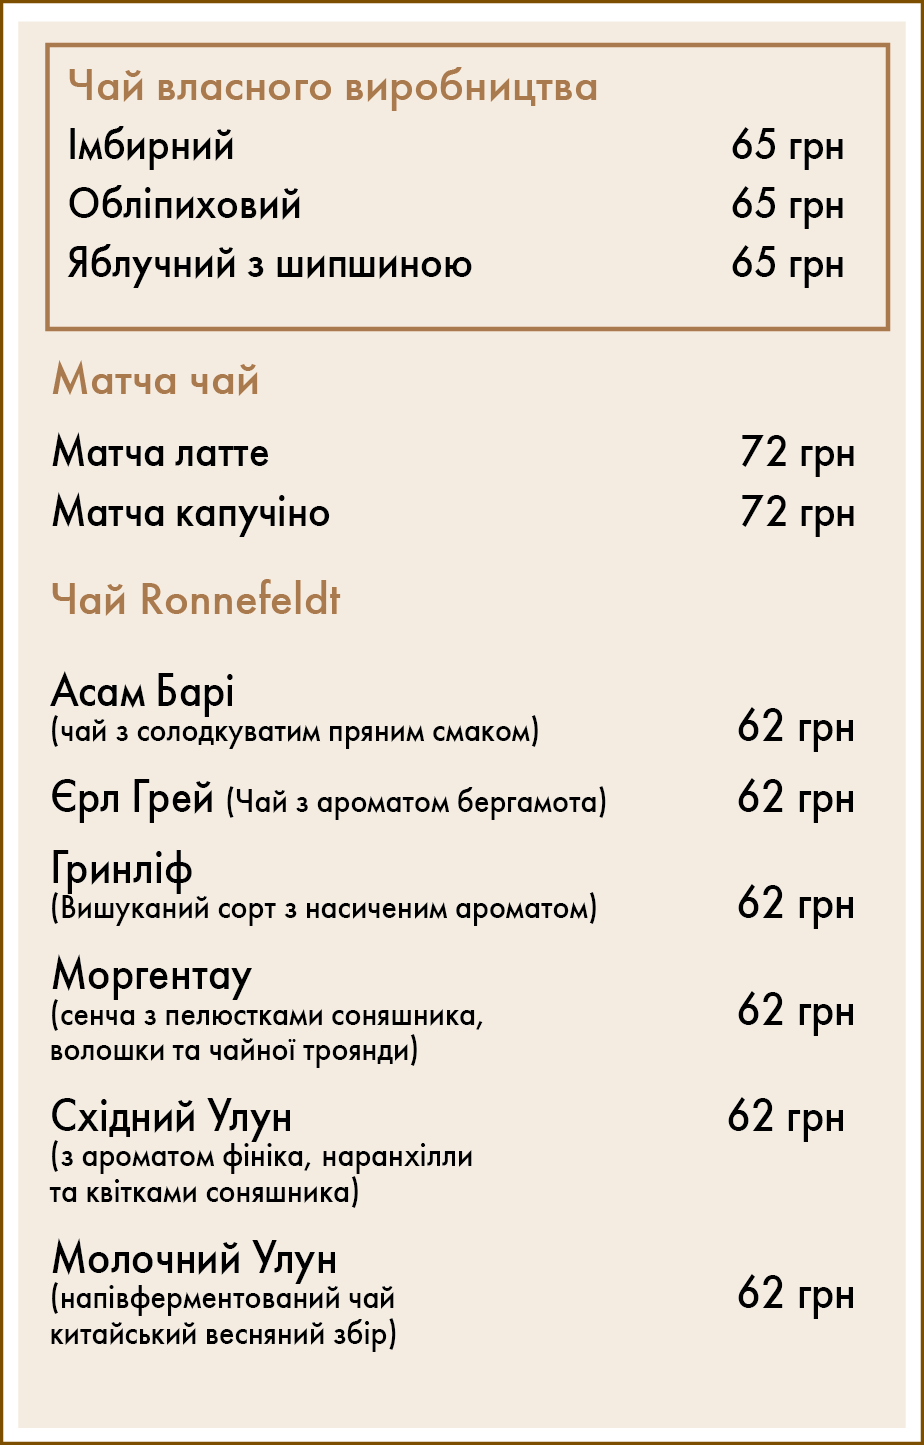 Чай власного виробництва
Імбирний 65 грн
Обліпиховий 65 грн
Яблучний з шипшиною 65 грн
Матча чай
Матча латте 72 грн
Матча капучіно 72 грн
Чай Ronnefeldt
Асам Барі
(чай з солодкуватим пряним смаком) 62 грн
Єрл Грей (Чай з ароматом бергамота) 62 грн
Гринліф
(Вишуканий сорт з насиченим ароматом) 62 грн
Моргентау
(сенча з пелюстками соняшника, 62 грн
волошки та чайної троянди)
Східний Улун 62 грн
(з ароматом фініка, наранхілли
та квітками соняшника)
Молочний Улун
(напівферментований чай 62 грн
китайський весняний збір)